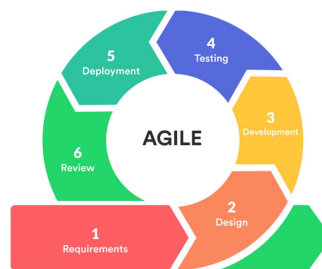 AGILE
1
Requirements
2
Design
3
Development
4
Testing
5
Deployment
6
Review